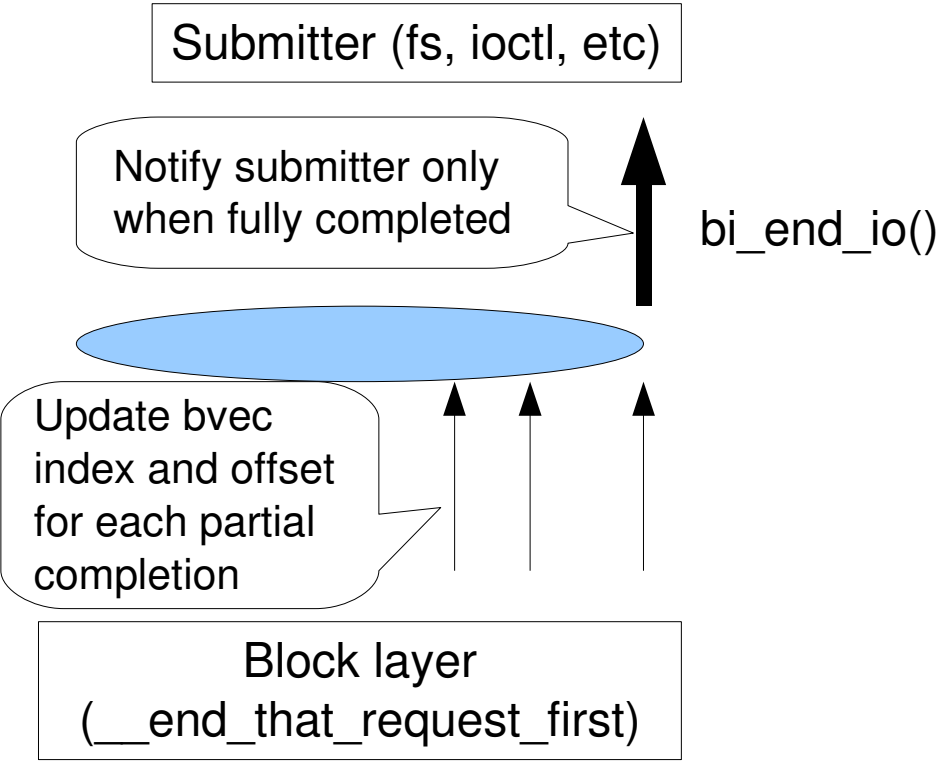 Submitter (fs, ioctl, etc)
Notify submitter only
when fully completed
bi_end_io()
Update bvec
index and offset
for each partial
completion
Block layer
(__end_that_request_first)